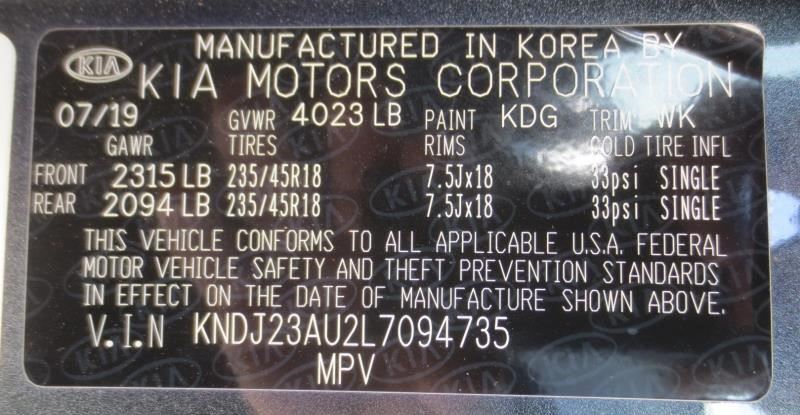 MANUFACTURED IN KOREA BY
KIA KIA MOTORS CORPORATION
07/19 GVWR 4023 LB PAINT KDG TRIM WK
GAWR TIRES RIMS COLD TIRE INFL
FRONT 2315 LB 235/45R18 7.5Jx18 33psi SINGLE
REAR 2094 LB 235/45R18 7.5Jx18 33psi SINGLE
THIS VEHICLE CONFORMS TO ALL APPLICABLE U.S.A. FEDERAL
MOTOR VEHICLE SAFETY AND THEFT PREVENTION STANDARDS
IN EFFECT ON THE DATE OF MANUFACTURE SHOWN ABOVE.
V.I.N KNDJ23AU2L7094735
MPV